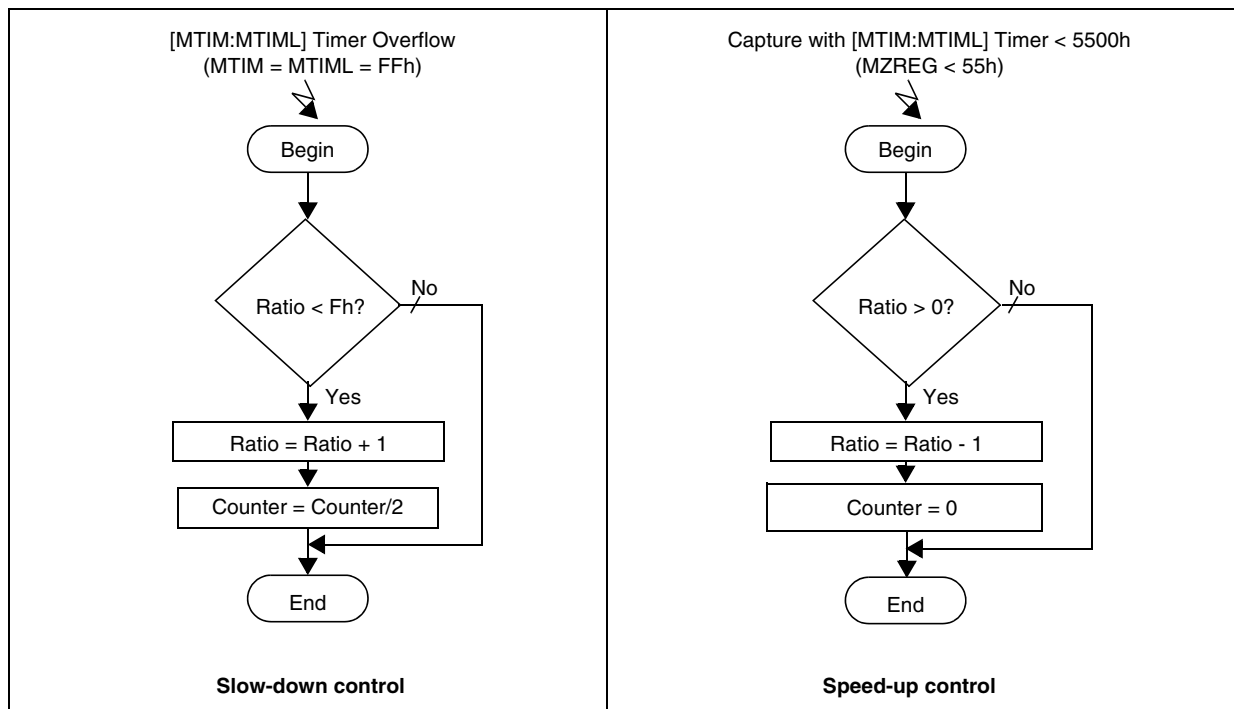 [MTIM:MTIML] Timer Overflow
(MTIM = MTIML = FFh)
Begin
Ratio < Fh?
No
Yes
Ratio = Ratio + 1
Counter = Counter/2
End
Slow-down control
Capture with [MTIM:MTIML] Timer < 5500h
(MZREG < 55h)
Begin
Ratio > 0?
No
Yes
Ratio = Ratio - 1
Counter = 0
End
Speed-up control